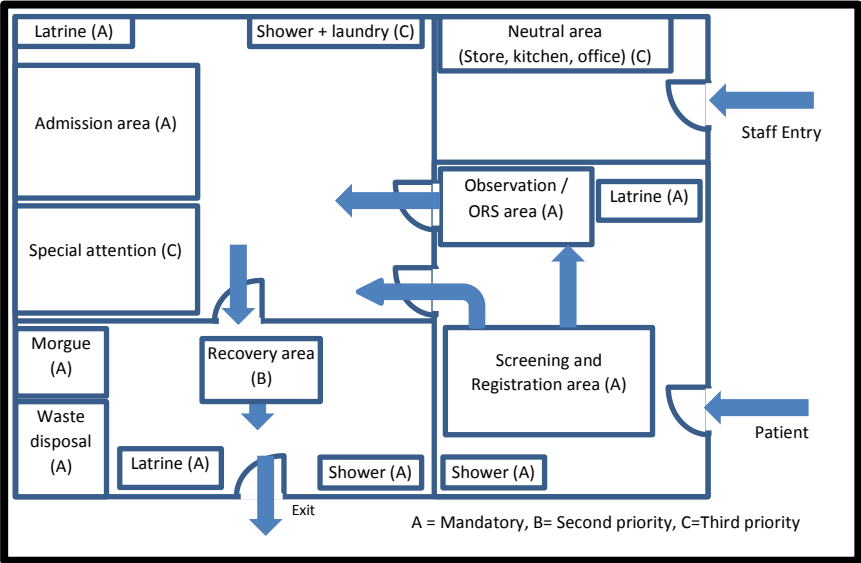 Latrine (A)
Shower + laundry (C)
Neutral area
(Store, kitchen, office) (C)
Admission area (A)
Staff Entry
Observation /
ORS area (A)
Latrine (A)
Special attention (C)
Morgue
(A)
Recovery area
(B)
Screening and
Registration area (A)
Waste
disposal
(A)
Patient
Latrine (A)
Shower (A)
Shower (A)
Exit
A = Mandatory, B= Second priority, C=Third priority